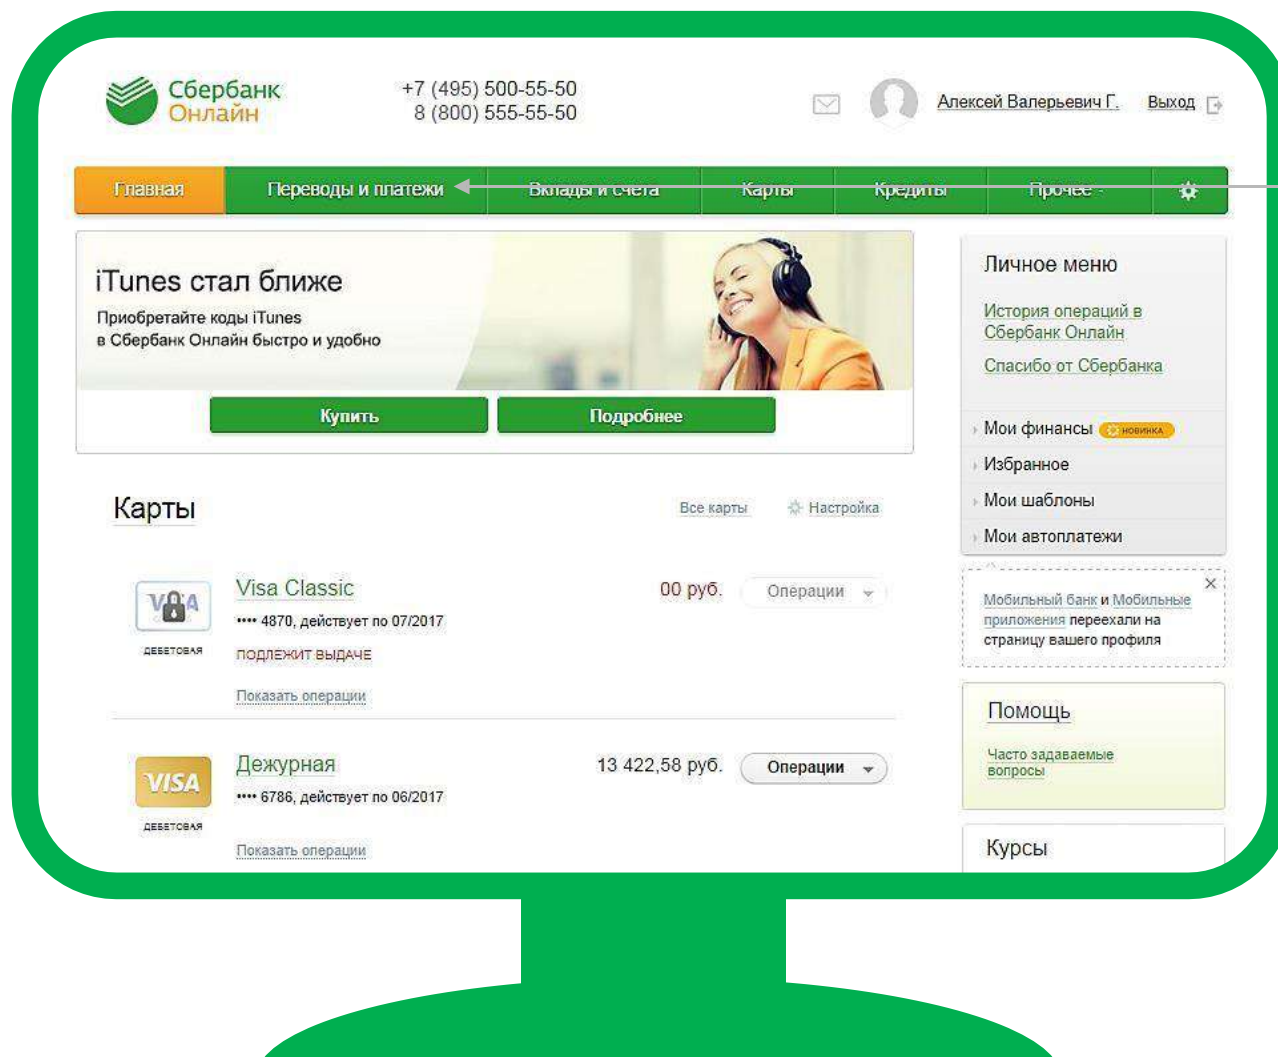 Сбербанк
Онлайн
+7 (495) 500-55-50
8 (800) 555-55-50
Алексей Валерьевич Г.
Выход
Главная
Переводы и платежи
Вклады и счета
Карты
Кредиты
Прочее
iTunes стал ближе
Приобретайте коды iTunes
в Сбербанк Онлайн быстро и удобно
Купить
Подробнее
Карты
Все карты
Настройка
VISA
ДЕБЕТОВАЯ
Visa Classic
•••• 4870, действует по 07/2017
ПОДЛЕЖИТ ВЫДАЧЕ
Показать операции
00 руб.
Операции
VISA
ДЕБЕТОВАЯ
Дежурная
•••• 6786, действует по 06/2017
Показать операции
13 422,58 руб.
Операции
Личное меню
История операций в
Сбербанк Онлайн
Спасибо от Сбербанка
Мои финансы НОВИНКА
Избранное
Мои шаблоны
Мои автоплатежи
Мобильный банк и Мобильные
приложения переехали на
страницу вашего профиля
Помощь
Часто задаваемые
вопросы
Курсы